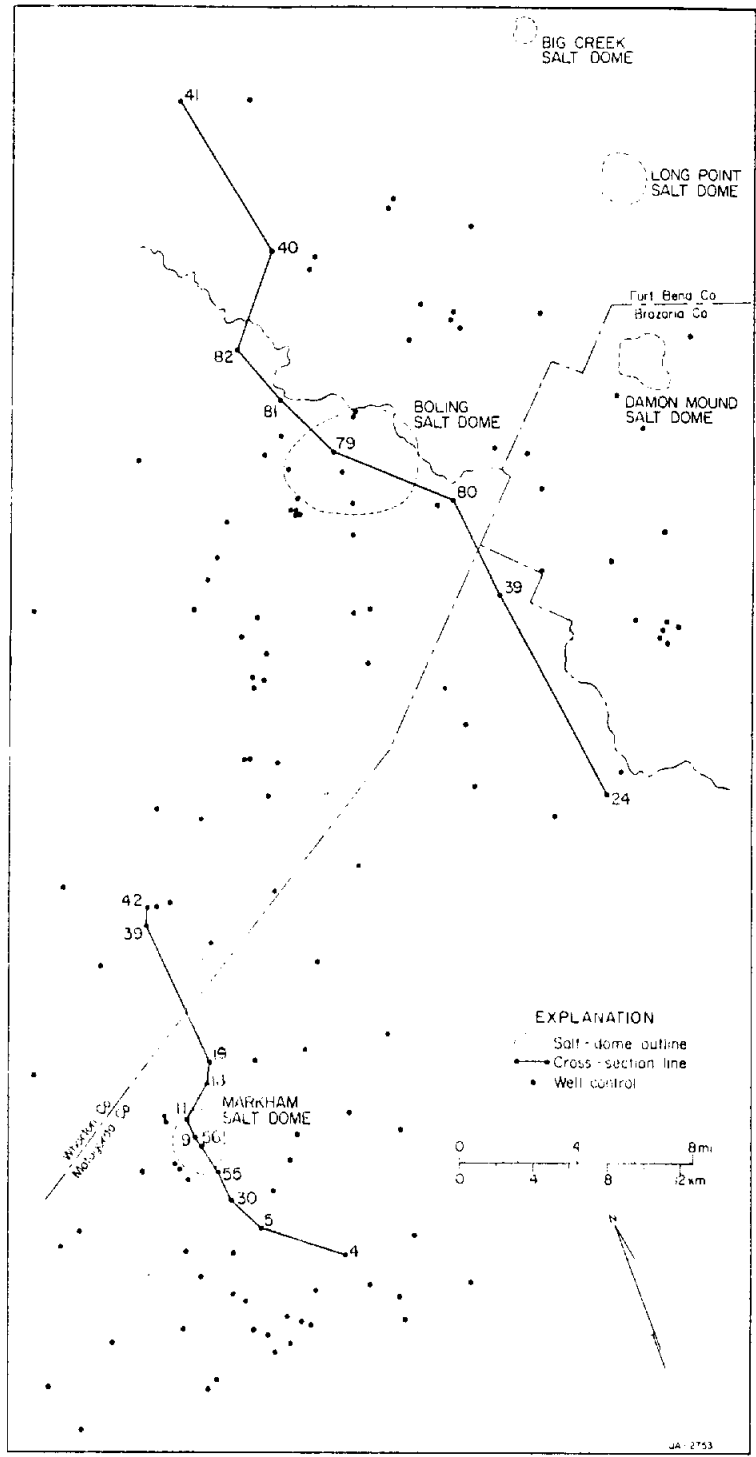 BIG CREEK
SALT DOME
41
LONG POINT
SALT DOME
40
Fort Bend Co
Brazoria Co
82
81
BOLING
SALT DOME
DAMON MOUND
SALT DOME
79
80
39
24
42
39
EXPLANATION
Salt-dome outline
Cross-section line
Well control
19
13
MARKHAM
SALT DOME
11
9
56
55
30
5
4
Wharton Co
Matagorda Co
0 4 8 mi
0 4 8 12 km
N
QA-2753